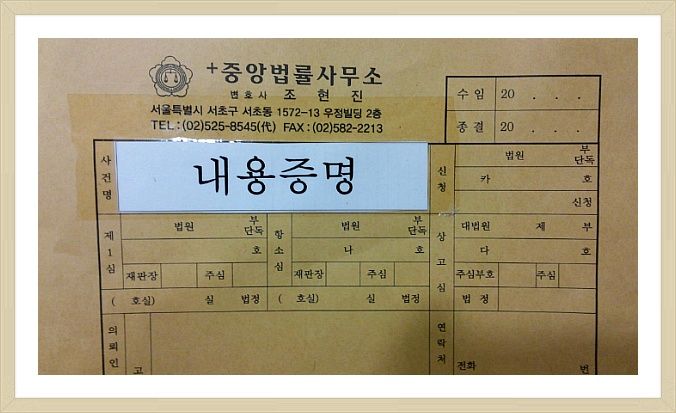 +중앙법률사무소
변호사 조현진
서울특별시 서초구 서초동 1572-13 우정빌딩 2층
TEL : (02)525-8545(代) FAX : (02)582-2213
수임 20 . . .
종결 20 . . .
사건명
내용증명
신청
법원 부
단독
카 호
신청
제1심
법원 부
단독
호
재판장 주심
( 호실) 실 법정
항소심
법원 부
단독
나 호
재판장 주심
( 호실) 실 법정
상고심
대법원 제 부
다 호
주심부호 주심
법정
의뢰인
고
연락처
전화 번